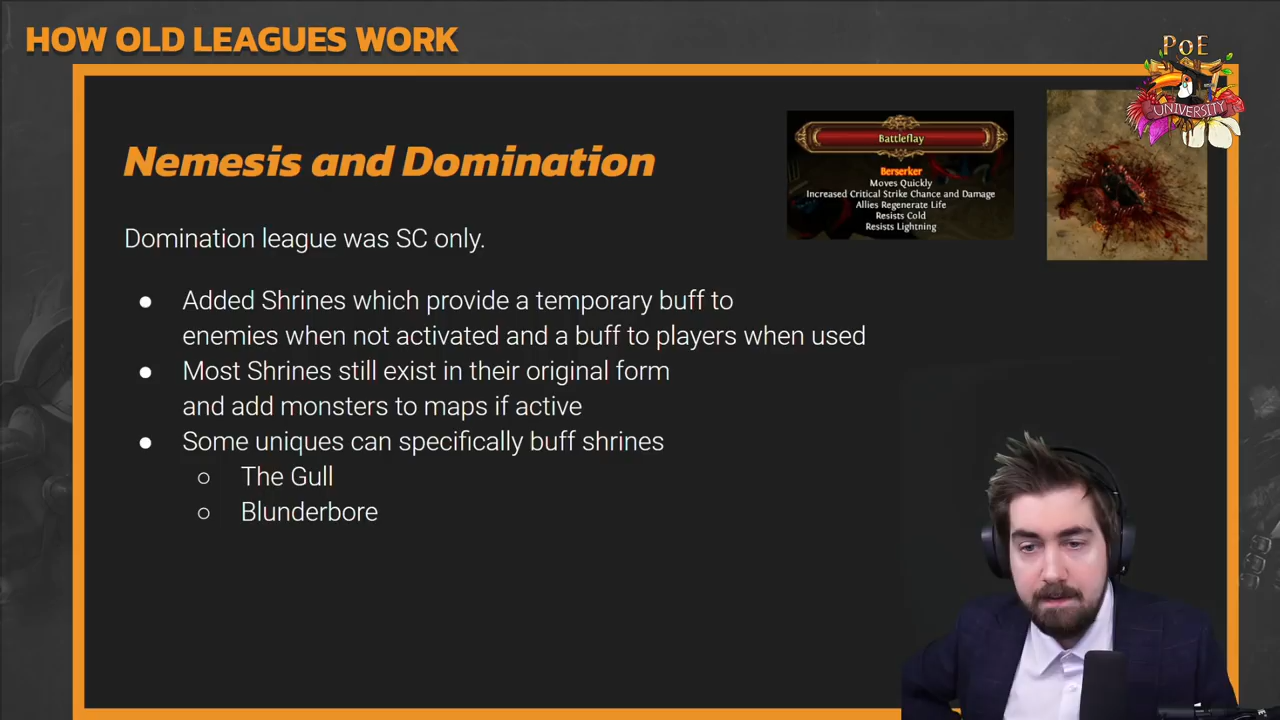 HOW OLD LEAGUES WORK
PoE
UNIVERSITY
Nemesis and Domination
Battleflay
Berserker
Moves Quickly
Increased Critical Strike Chance and Damage
Allies Regenerate Life
Resists Cold
Resists Lightning
Domination league was SC only.
● Added Shrines which provide a temporary buff to
enemies when not activated and a buff to players when used
● Most Shrines still exist in their original form
and add monsters to maps if active
● Some uniques can specifically buff shrines
○ The Gull
○ Blunderbore